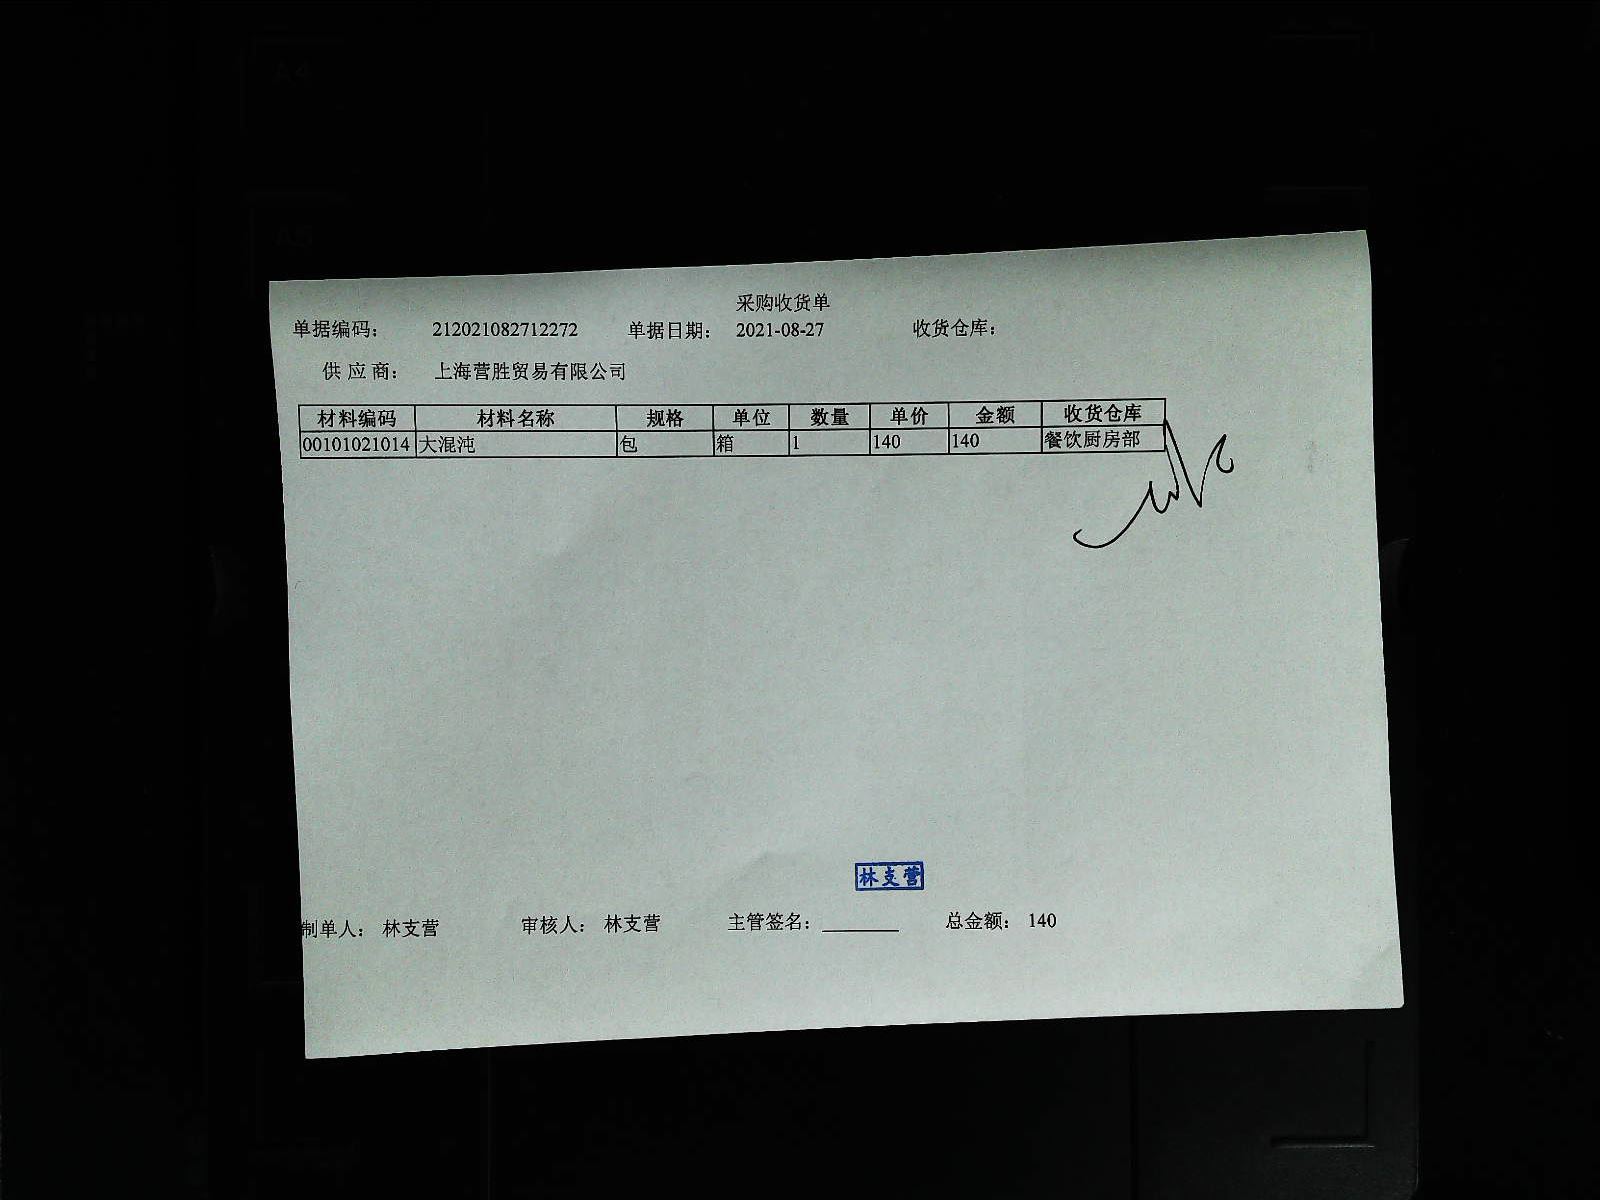 采购收货单
单据编码： 212021082712272 单据日期： 2021-08-27 收货仓库：
供 应 商： 上海营胜贸易有限公司
材料编码 材料名称 规格 单位 数量 单价 金额 收货仓库
00101021014 大混沌 包 箱 1 140 140 餐饮厨房部
林支营
制单人： 林支营 审核人： 林支营 主管签名： 总金额： 140
A4
A5